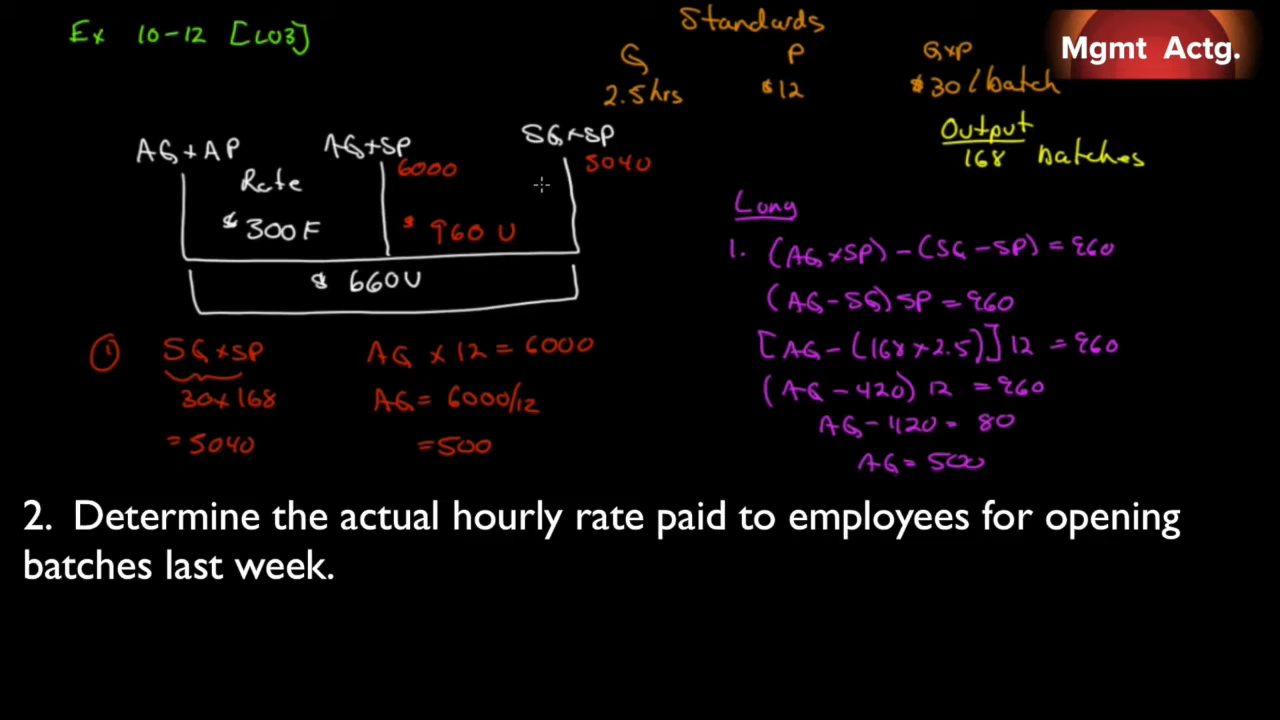 Ex 10-12 [LO3]
Standards
Mgmt Actg.
Q P QxP
2.5 hrs $12 $30/batch
Output
168 batches
AQ x AP AQ x SP SQ x SP
6000 5040
Rate
$300F $960 U
$ 660U
Long
1. (AQ x SP) - (SQ - SP) = 960
(AQ - SQ) SP = 960
[AQ - (168 x 2.5)] 12 = 960
(AQ - 420) 12 = 960
AQ - 420 = 80
AQ = 500
① SQ x SP AQ x 12 = 6000
30 x 168 AQ = 6000/12
= 5040 = 500
2. Determine the actual hourly rate paid to employees for opening
batches last week.